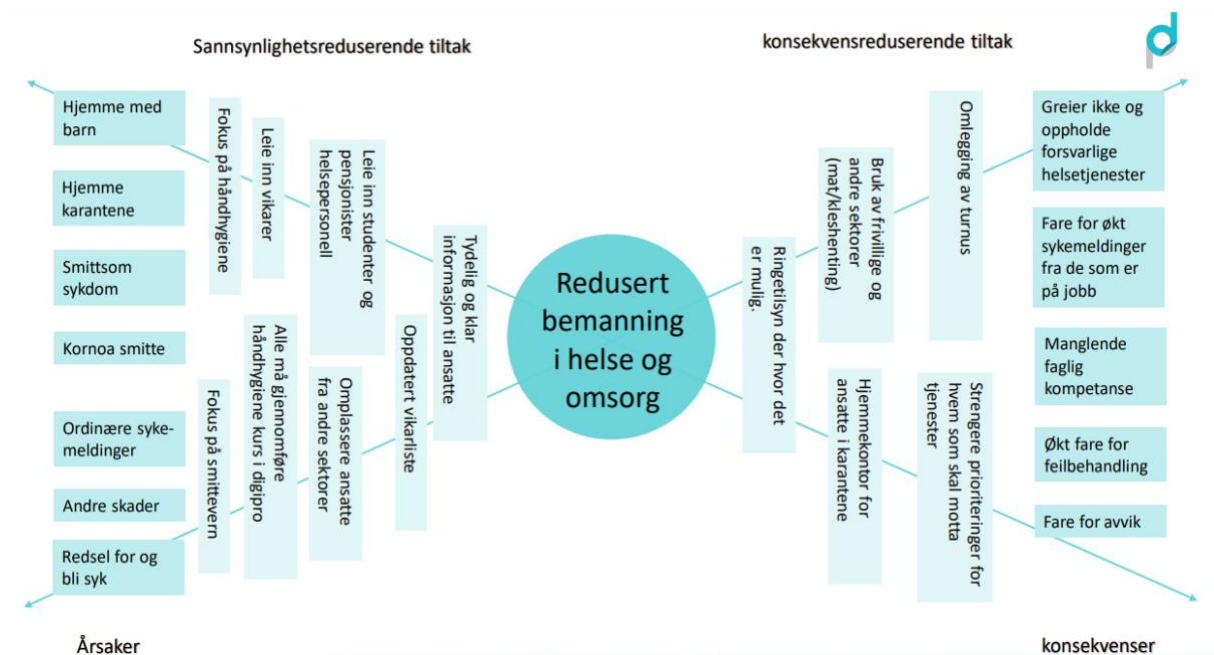 Sannsynlighetsreduserende tiltak
konsekvensreduserende tiltak
Hjemme med
barn
Hjemme
karantene
Smittsom
sykdom
Kornoa smitte
Ordinære syke-
meldinger
Andre skader
Redsel for og
bli syk
Årsaker
Fokus på håndhygiene
Leie inn vikarer
Leie inn studenter og
pensjonister
helsepersonell
Tydelig og klar
informasjon til ansatte
Fokus på smittevern
Alle må gjennomføre
håndhygiene kurs i digipro
Omplassere ansatte
fra andre sektorer
Oppdatert vikarliste
Redusert
bemanning
i helse og
omsorg
Ringetilsyn der hvor det
er mulig.
Bruk av frivillige og
andre sektorer
(mat/kleshenting)
Omlegging av turnus
Hjemmekontor for
ansatte i karantene
Strengere prioriteringer for
hvem som skal motta
tjenester
Greier ikke og
oppholde
forsvarlige
helsetjenester
Fare for økt
sykemeldinger
fra de som er
på jobb
Manglende
faglig
kompetanse
Økt fare for
feilbehandling
Fare for avvik
konsekvenser